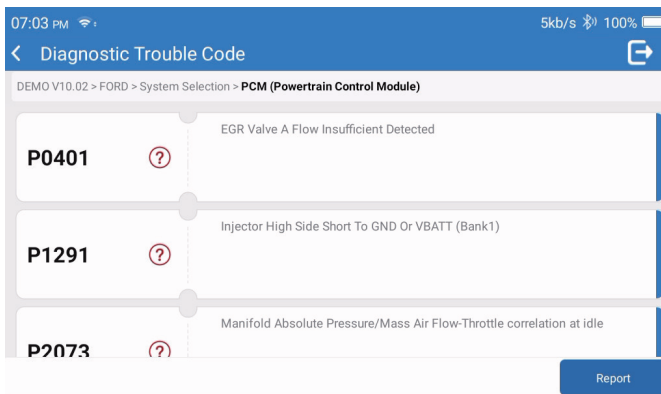 07:03 PM
5kb/s 100%
Diagnostic Trouble Code
DEMO V10.02 > FORD > System Selection > PCM (Powertrain Control Module)
EGR Valve A Flow Insufficient Detected
P0401 ?
Injector High Side Short To GND Or VBATT (Bank1)
P1291 ?
Manifold Absolute Pressure/Mass Air Flow-Throttle correlation at idle
P2073 ?
Report